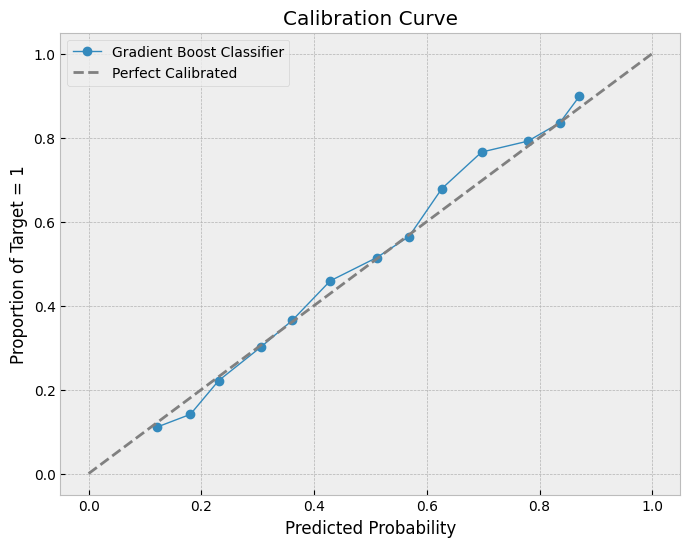 Calibration Curve
Gradient Boost Classifier
Perfect Calibrated
Proportion of Target = 1
1.0
0.8
0.6
0.4
0.2
0.0
0.0 0.2 0.4 0.6 0.8 1.0
Predicted Probability